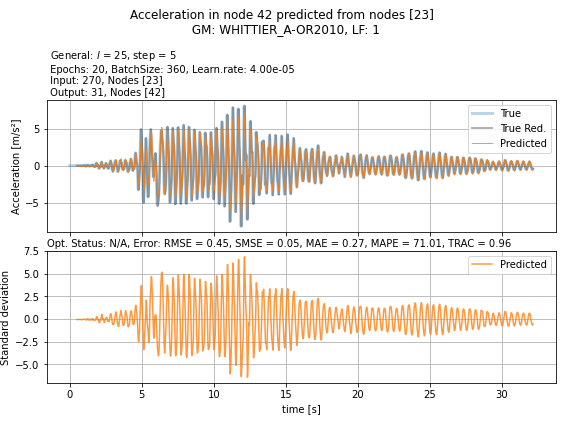 Acceleration in node 42 predicted from nodes [23]
GM: WHITTIER_A-OR2010, LF: 1
General: l = 25, step = 5
Epochs: 20, BatchSize: 360, Learn.rate: 4.00e-05
Input: 270, Nodes [23]
Output: 31, Nodes [42]
Acceleration [m/s²]
5
0
−5
True
True Red.
Predicted
Opt. Status: N/A, Error: RMSE = 0.45, SMSE = 0.05, MAE = 0.27, MAPE = 71.01, TRAC = 0.96
Standard deviation
7.5
5.0
2.5
0.0
−2.5
−5.0
Predicted
0 5 10 15 20 25 30
time [s]